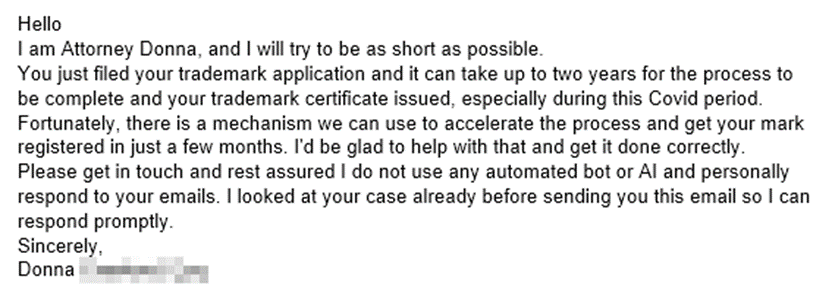 Hello
I am Attorney Donna, and I will try to be as short as possible.
You just filed your trademark application and it can take up to two years for the process to
be complete and your trademark certificate issued, especially during this Covid period.
Fortunately, there is a mechanism we can use to accelerate the process and get your mark
registered in just a few months. I'd be glad to help with that and get it done correctly.
Please get in touch and rest assured I do not use any automated bot or AI and personally
respond to your emails. I looked at your case already before sending you this email so I can
respond promptly.
Sincerely,
Donna